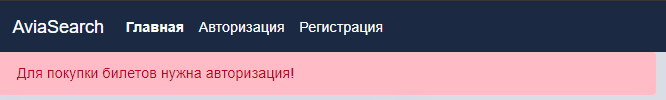 AviaSearch Главная Авторизация Регистрация
Для покупки билетов нужна авторизация!